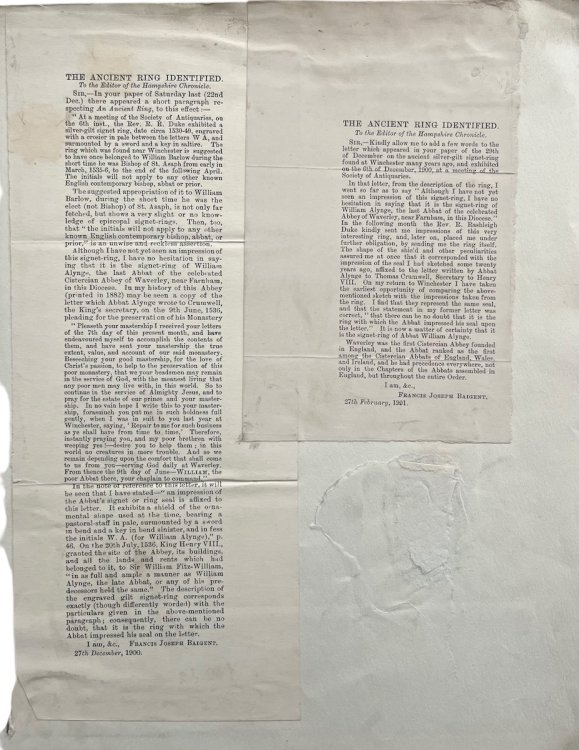 THE ANCIENT RING IDENTIFIED.
To the Editor of the Hampshire Chronicle.
SIR,—In your paper of Saturday last (22nd
Dec.) there appeared a short paragraph re-
specting An Ancient Ring, to this effect :—
"At a meeting of the Society of Antiquaries, on
the 6th inst., the Rev. R. E. Duke exhibited a
silver-gilt signet ring, date circa 1530-40, engraved
with a crozier in pale between the letters W A, and
surmounted by a sword and a key in saltire. The
ring which was found near Winchester is suggested
to have once belonged to William Barlow during the
short time he was Bishop of St. Asaph from early in
March, 1535-6, to the end of the following April.
The initials will not apply to any other known
English contemporary bishop, abbat or prior.
The suggested appropriation of it to William
Barlow, during the short time he was the
elect (not Bishop) of St. Asaph, is not only far
fetched, but shows a very slight or no know-
ledge of episcopal signet-rings. Then, too,
that "the initials will not apply to any other
known English contemporary bishop, abbat, or
prior," is an unwise and reckless assertion.
Although I have not yet seen an impression of
this signet-ring, I have no hesitation in say-
ing that it is the signet-ring of William
Alynge, the last Abbat of the celebrated
Cistercian Abbey of Waverley, near Farnham,
in this Diocese. In my history of this Abbey
(printed in 1882) may be seen a copy of the
letter which Abbat Alynge wrote to Crumwell,
the King's secretary, on the 9th June, 1536,
pleading for the preservation of his Monastery
"Pleaseth your mastership I received your letters
of the 7th day of this present month, and have
endeavoured myself to accomplish the contents of
them, and have sent your mastership the true
extent, value, and account of our said monastery.
Beseeching your good mastership, for the love of
Christ's passion, to help to the preservation of this
poor monastery, that we your beadsmen may remain
in the service of God, with the meanest living that
any poor men may live with, in this world. So to
continue in the service of Almighty Jesus, and to
pray for the estate of our prince and your master-
ship. In no vain hope I write this to your master-
ship, forasmuch you put me in such boldness full
gently, when I was in suit to you last year at
Winchester, saying, 'Repair to me for such business
as ye shall have from time to time.' Therefore,
instantly praying you, and my poor brethren with
weeping yes !—desire you to help them ; in this
world no creatures in more trouble. And so we
remain depending upon the comfort that shall come
to us from you—serving God daily at Waverley.
From thence the 9th day of June—WILLIAM, the
poor Abbat there, your chaplain to command."
In the note of reference to this letter, it will
be seen that I have stated—"an impression of
the Abbat's signet or ring seal is affixed to
this letter. It exhibits a shield of the orna-
mental shape used at the time, bearing a
pastoral-staff in pale, surmounted by a sword
in bend and a key in bend sinister, and in fess
the initials W. A. (for William Alynge)," p.
46. On the 20th July, 1536, King Henry VIII.,
granted the site of the Abbey, its buildings,
and all the lands and rents which had
belonged to it, to Sir William Fitz-William,
"in as full and ample a manner as William
Alynge, the late Abbat, or any of his pre-
decessors held the same." The description of
the engraved gilt signet-ring corresponds
exactly (though differently worded) with the
particulars given in the above-mentioned
paragraph ; consequently, there can be no
doubt, that it is the ring with which the
Abbat impressed his seal on the letter.
I am, &c., FRANCIS JOSEPH BAIGENT.
27th December, 1900.
THE ANCIENT RING IDENTIFIED.
To the Editor of the Hampshire Chronicle.
SIR,—Kindly allow me to add a few words to the
letter which appeared in your paper of the 29th
of December on the ancient silver-gilt signet-ring
found at Winchester many years ago, and exhibited
on the 6th of December, 1900, at a meeting of the
Society of Antiquaries.
In that letter, from the description of the ring, I
went so far as to say "Although I have not yet
seen an impression of this signet-ring, I have no
hesitation in saying that it is the signet-ring of
William Alynge, the last Abbat of the celebrated
Abbey of Waverley, near Farnham, in this Diocese."
In the following month the Rev. R. Rashleigh
Duke kindly sent me impressions of this very
interesting ring, and, later on, placed me under
further obligation, by sending me the ring itself.
The shape of the shield and other peculiarities
assured me at once that it corresponded with the
impression of the seal I had sketched some twenty
years ago, affixed to the letter written by Abbat
Alynge to Thomas Crumwell, Secretary to Henry
VIII. On my return to Winchester I have taken
the earliest opportunity of comparing the above-
mentioned sketch with the impressions taken from
the ring. I find that they represent the same seal,
and that the statement in my former letter was
correct, "that there can be no doubt that it is the
ring with which the Abbat impressed his seal upon
the letter." It is now a matter of certainty that it
is the signet-ring of Abbat William Alynge.
Waverley was the first Cistercian Abbey founded
in England, and the Abbat ranked as the first
among the Cistercian Abbats of England, Wales,
and Ireland, and he had precedence everywhere, not
only in the Chapters of the Abbats assembled in
England, but throughout the entire Order.
I am, &c.,
FRANCIS JOSEPH BAIGENT.
27th February, 1901.